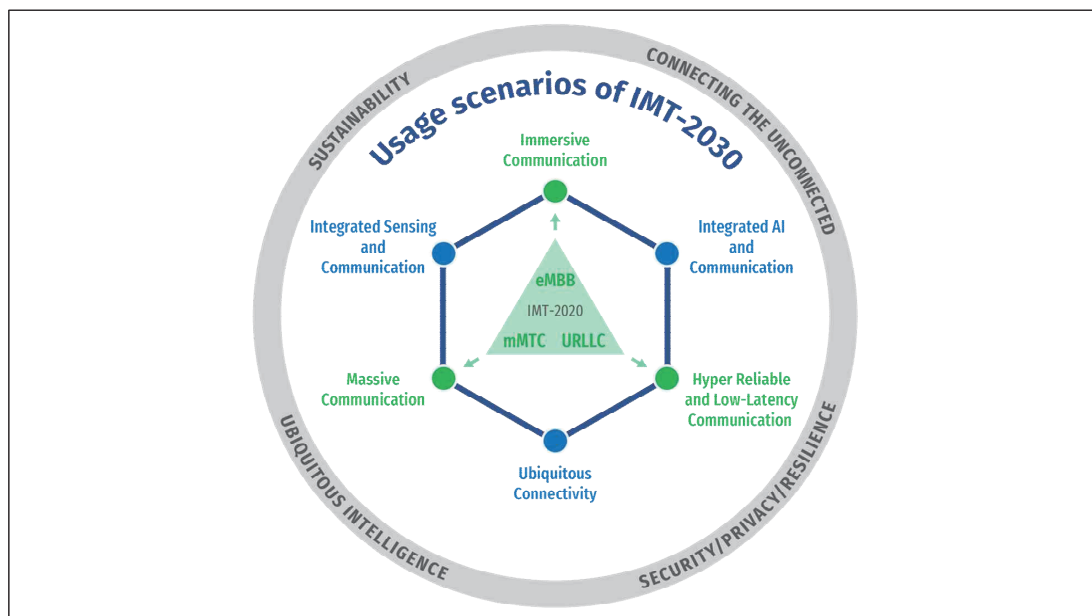 SUSTAINABILITY
CONNECTING THE UNCONNECTED
Usage scenarios of IMT-2030
Immersive
Communication
Integrated Sensing
and
Communication
Integrated AI
and
Communication
eMBB
IMT-2020
mMTC URLLC
Massive
Communication
Hyper Reliable
and Low-Latency
Communication
Ubiquitous
Connectivity
UBIQUITOUS INTELLIGENCE
SECURITY/PRIVACY/RESILIENCE